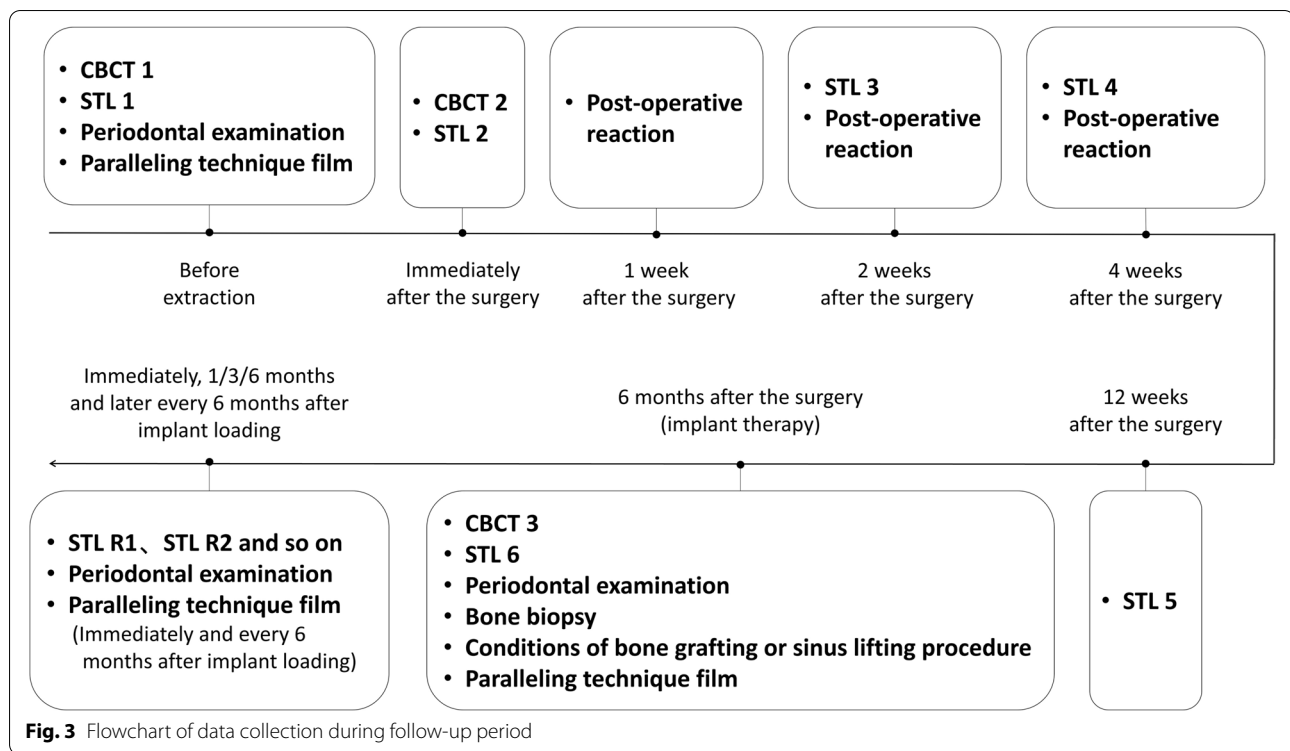 • CBCT 1
• STL 1
• Periodontal examination
• Paralleling technique film
• CBCT 2
• STL 2
• Post-operative
reaction
• STL 3
• Post-operative
reaction
• STL 4
• Post-operative
reaction
Before
extraction
Immediately
after the surgery
1 week
after the surgery
2 weeks
after the surgery
4 weeks
after the surgery
Immediately, 1/3/6 months
and later every 6 months after
implant loading
6 months after the surgery
(implant therapy)
12 weeks
after the surgery
• STL R1、STL R2 and so on
• Periodontal examination
• Paralleling technique film
(Immediately and every 6
months after implant loading)
• CBCT 3
• STL 6
• Periodontal examination
• Bone biopsy
• Conditions of bone grafting or sinus lifting procedure
• Paralleling technique film
• STL 5
Fig. 3 Flowchart of data collection during follow-up period